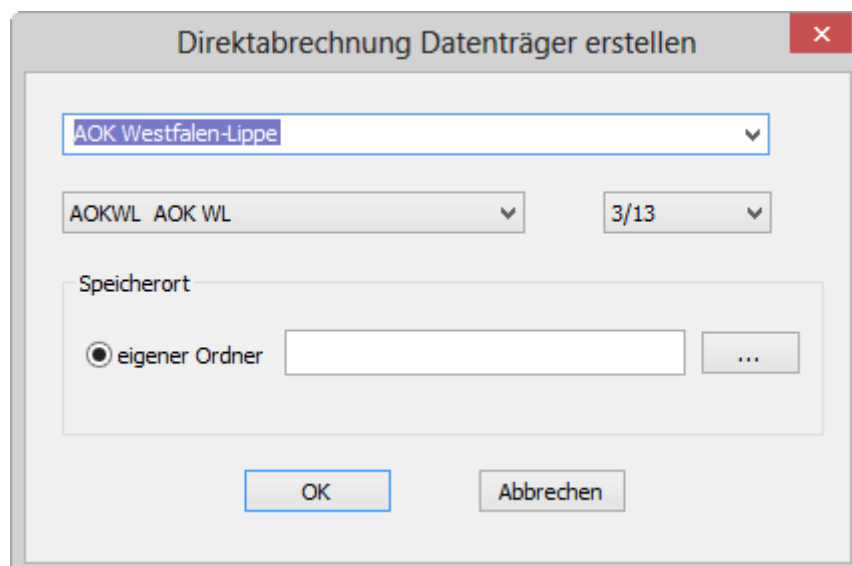 Direktabrechnung Datenträger erstellen
AOK Westfalen-Lippe
AOKWL AOK WL 3/13
Speicherort
eigener Ordner ...
OK Abbrechen